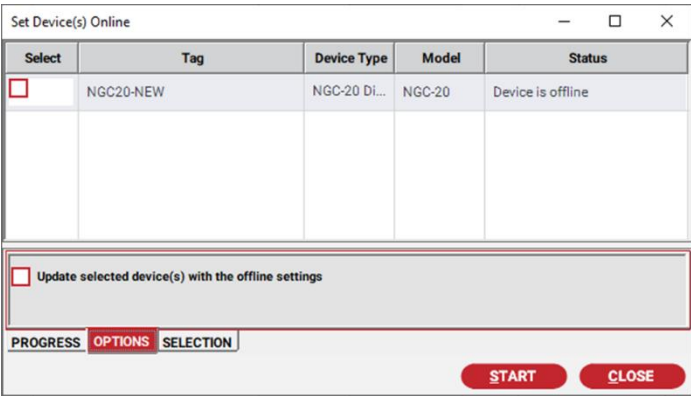 Set Device(s) Online
Select Tag Device Type Model Status
NGC20-NEW NGC-20 Di... NGC-20 Device is offline
Update selected device(s) with the offline settings
PROGRESS OPTIONS SELECTION
START CLOSE